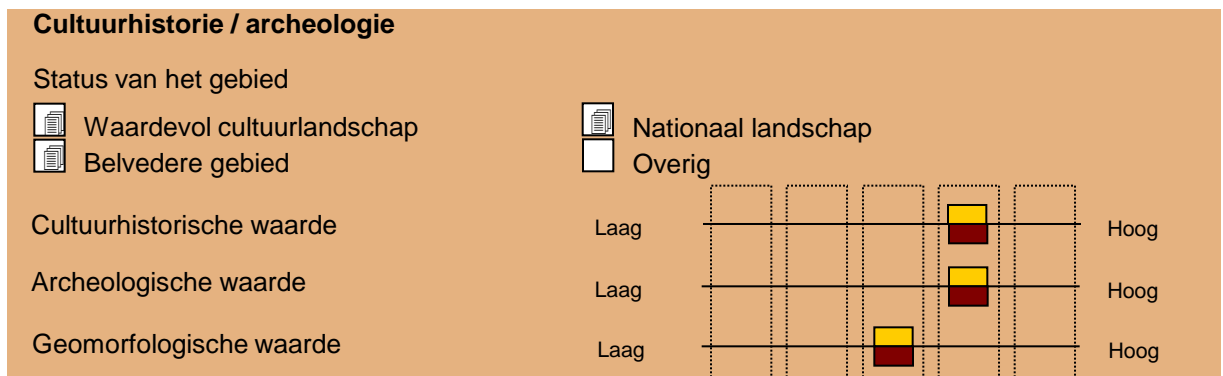 Cultuurhistorie / archeologie
Status van het gebied
Waardevol cultuurlandschap Nationaal landschap
Belvedere gebied Overig
Cultuurhistorische waarde Laag Hoog
Archeologische waarde Laag Hoog
Geomorfologische waarde Laag Hoog